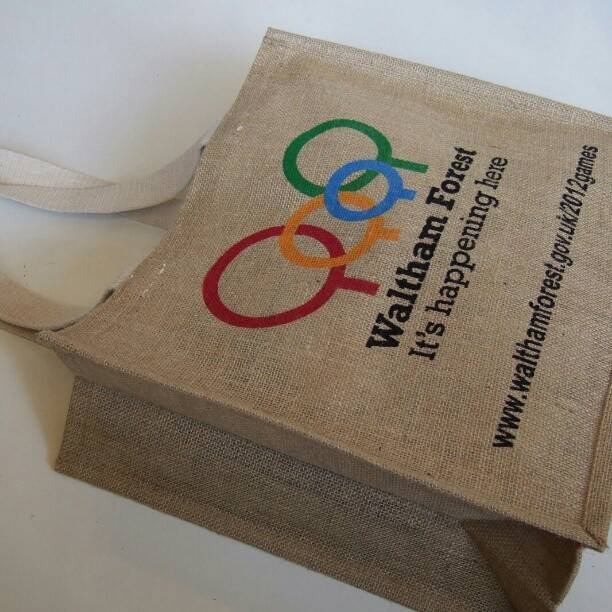 Waltham Forest
It's happening here
www.walthamforest.gov.uk/2012games